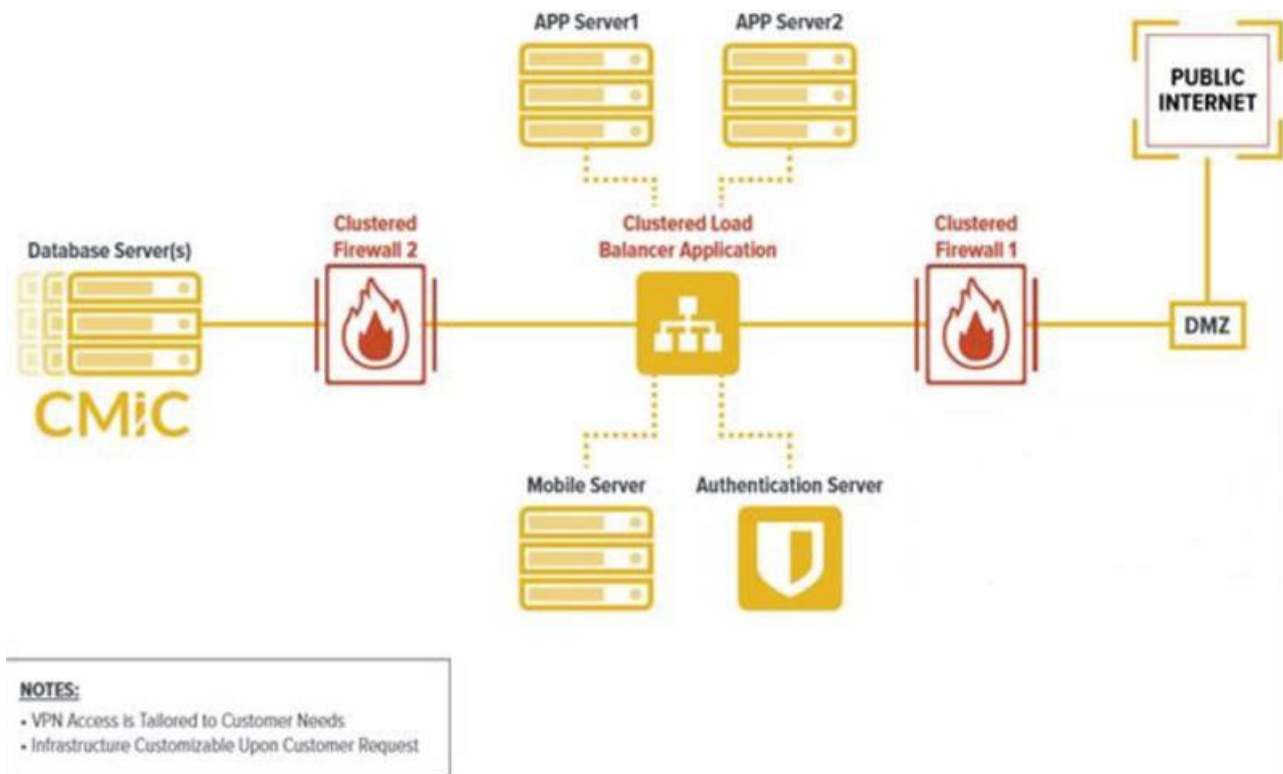 APP Server1
APP Server2
PUBLIC
INTERNET
Clustered
Firewall 2
Clustered Load
Balancer Application
Clustered
Firewall 1
Database Server(s)
DMZ
CMiC
Mobile Server
Authentication Server
NOTES:
• VPN Access is Tailored to Customer Needs
• Infrastructure Customizable Upon Customer Request